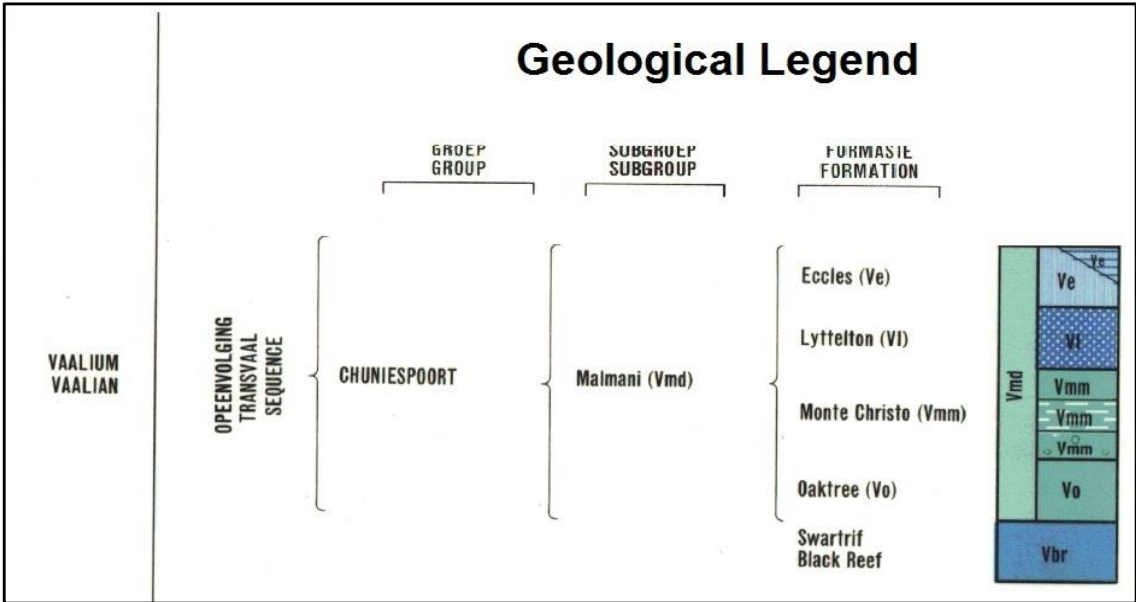 Geological Legend
GROEP
GROUP
SUBGROEP
SUBGROUP
FORMASIE
FORMATION
VAALIUM
VAALIAN
OPEENVOLGING
TRANSVAAL
SEQUENCE
CHUNIESPOORT
Malmani (Vmd)
Eccles (Ve)
Lyttelton (Vl)
Monte Christo (Vmm)
Oaktree (Vo)
Swartrif
Black Reef
Vmd
Ve
Ve
Vl
Vmm
Vmm
Vmm
Vo
Vbr